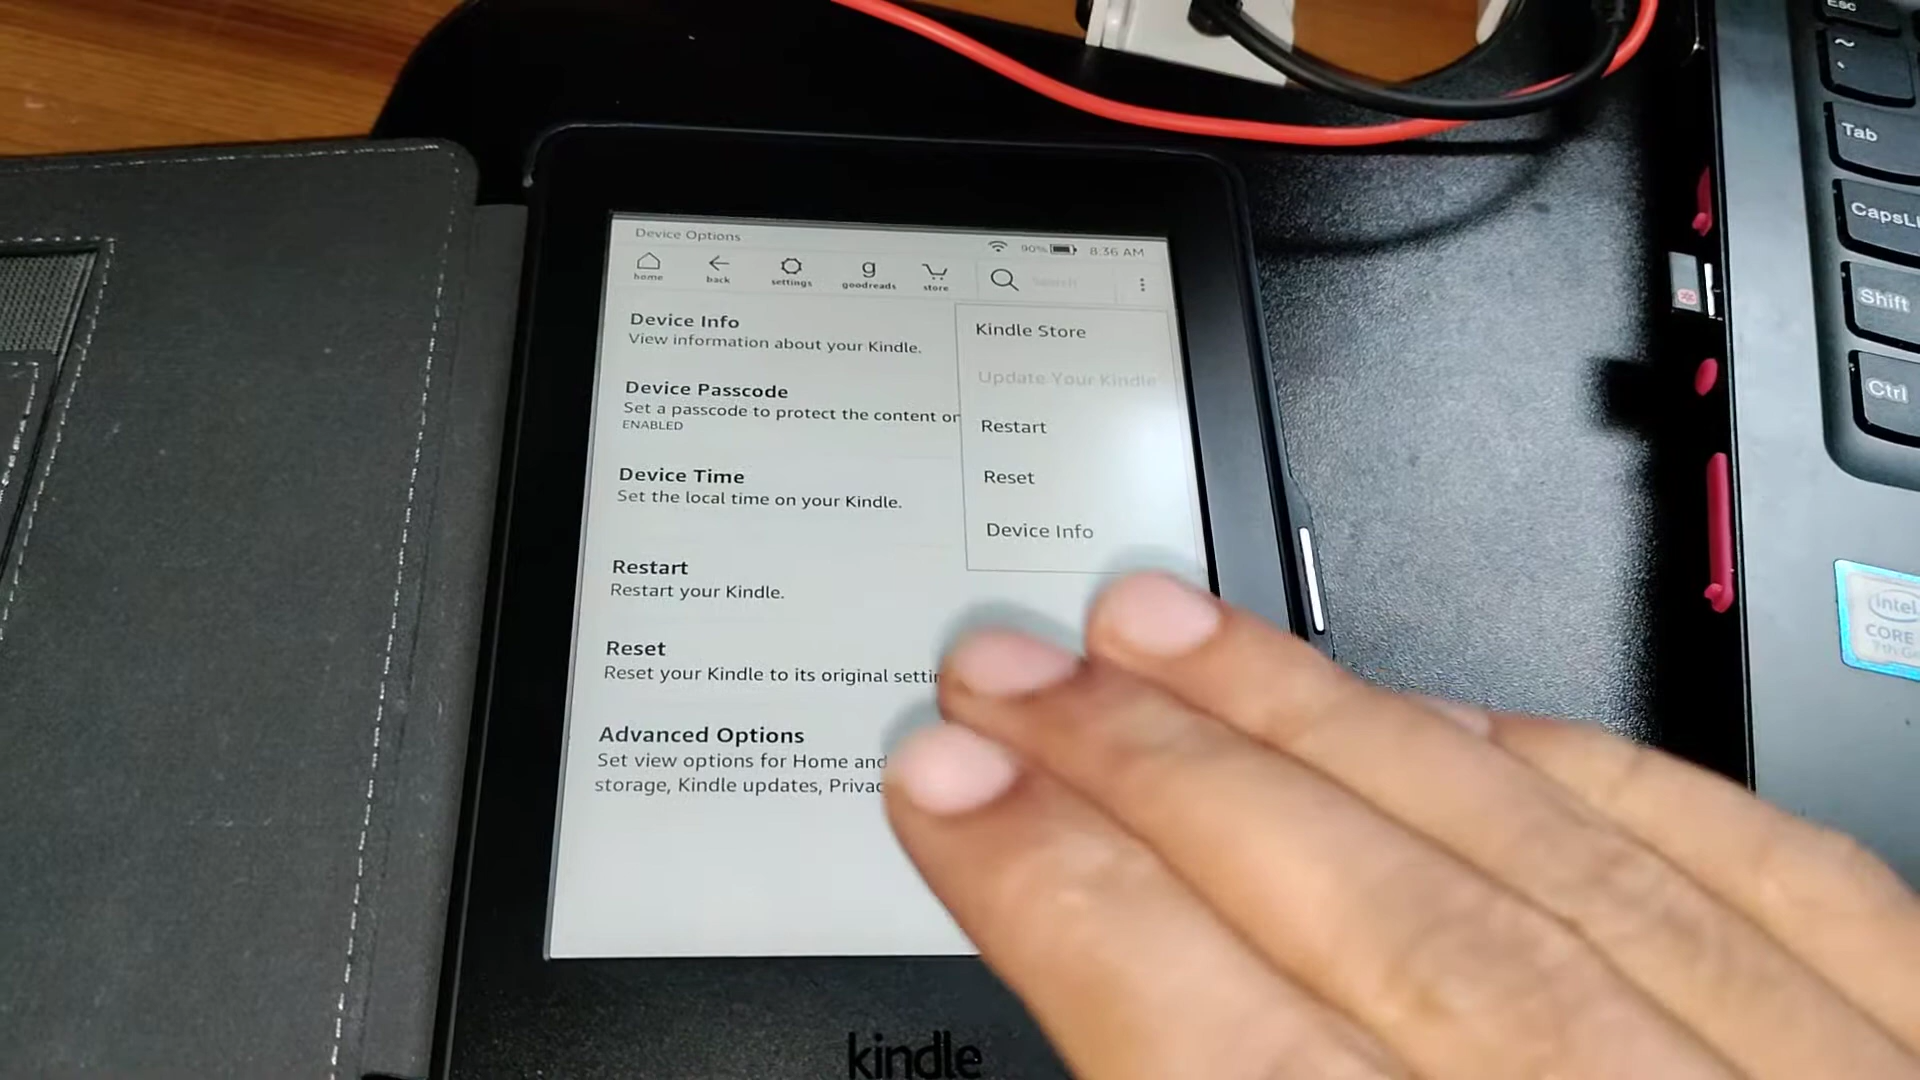 Device Options
90% 8:36 AM
home back settings goodreads store
Search
Device Info
View information about your Kindle.
Device Passcode
Set a passcode to protect the content or
ENABLED
Device Time
Set the local time on your Kindle.
Restart
Restart your Kindle.
Reset
Reset your Kindle to its original setti
Advanced Options
Set view options for Home and
storage, Kindle updates, Privac
Kindle Store
Update Your Kindle
Restart
Reset
Device Info
kindle
Esc
~
Tab
CapsL
Shift
Ctrl
intel
CORE
7th Ge